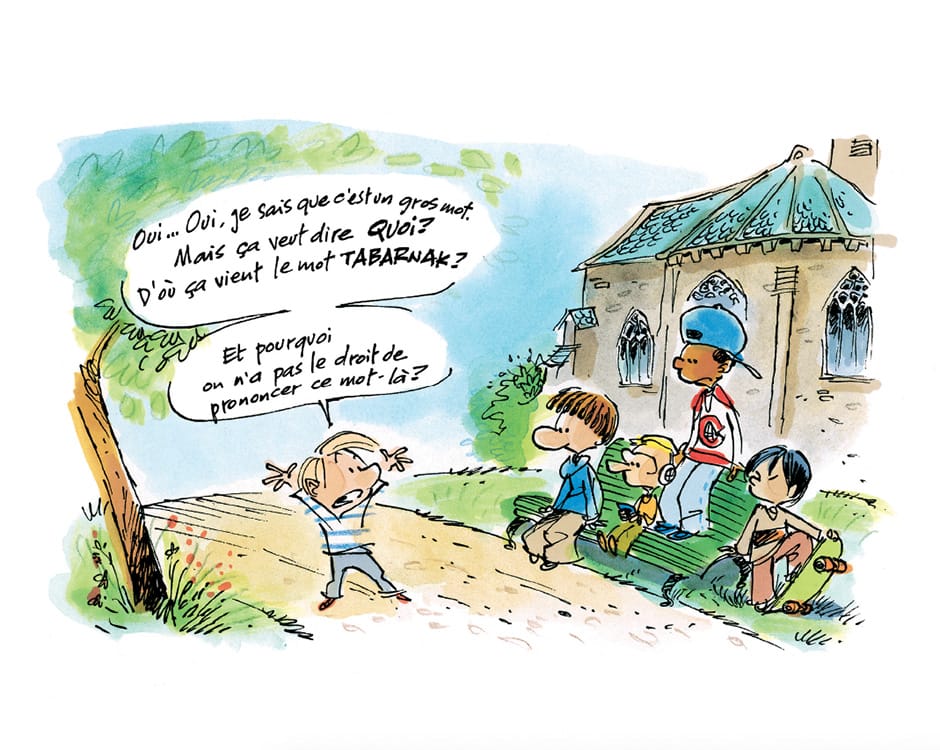 Oui... Oui, je sais que c'est un gros mot.
Mais ça veut dire QUOI?
D'où ça vient le mot TABARNAK?
Et pourquoi
on n'a pas le droit de
prononcer ce mot-là?